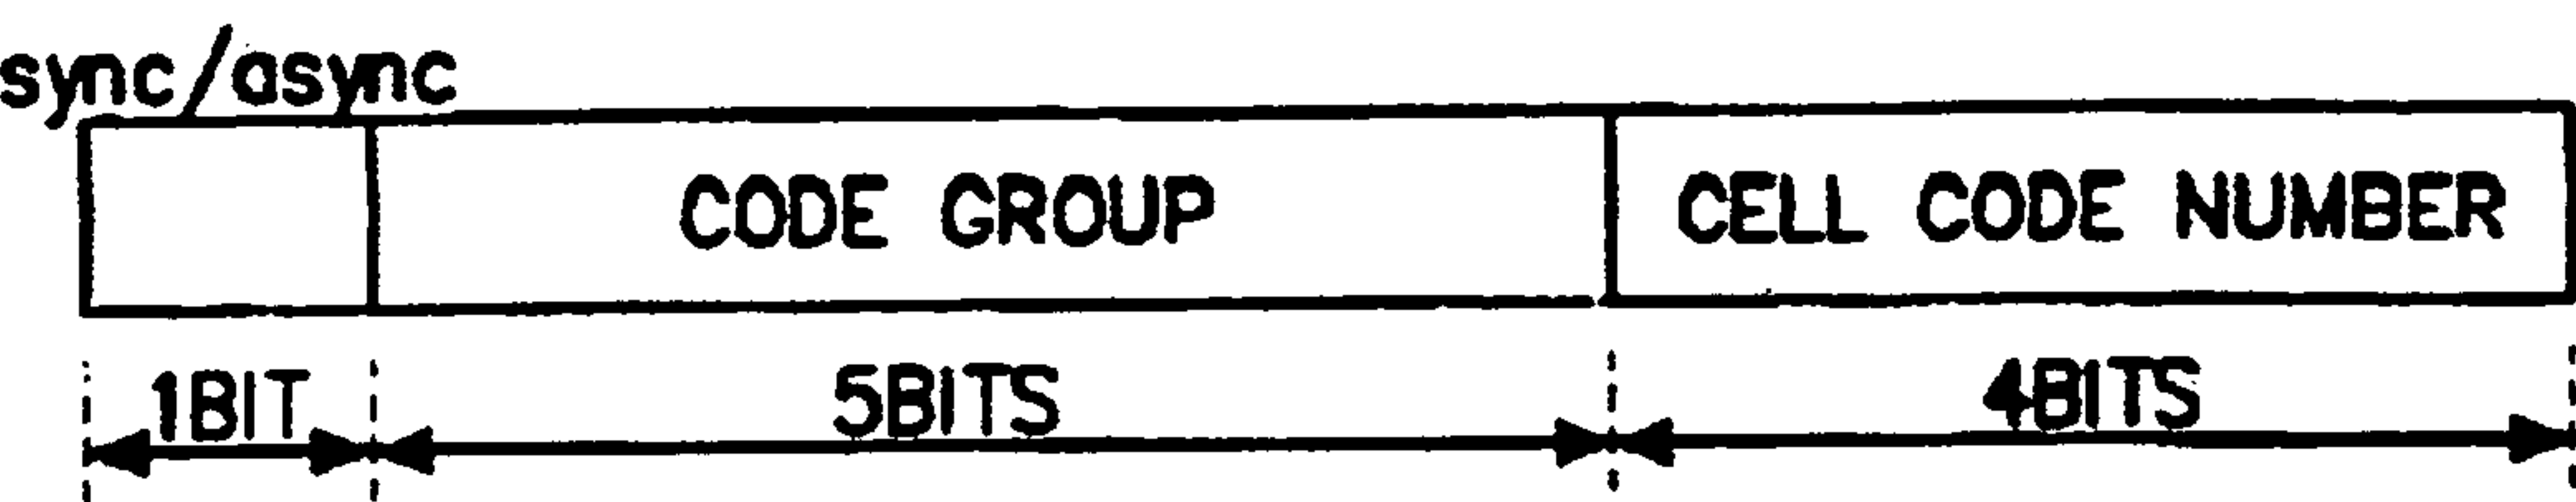 sync/async
CODE GROUP CELL CODE NUMBER
1BIT 5BITS 4BITS